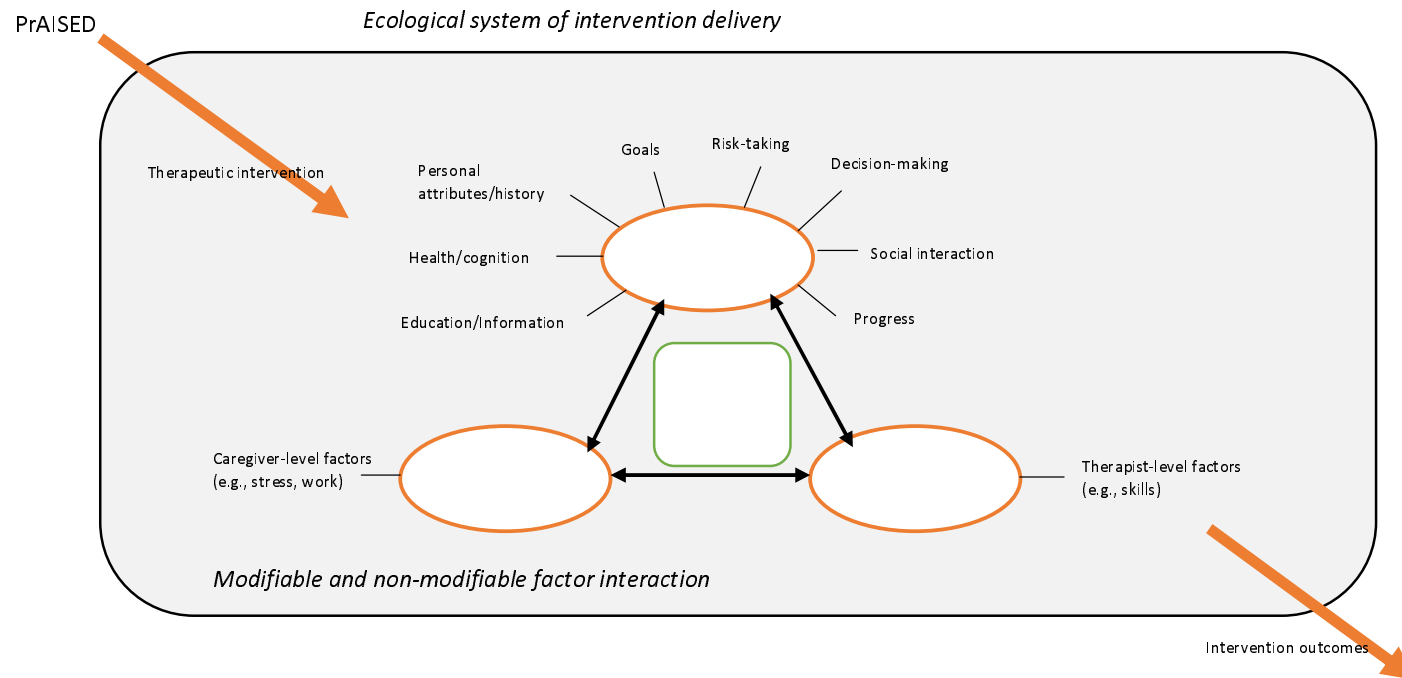 PrAISED
Ecological system of intervention delivery
Therapeutic intervention
Personal
attributes/history
Goals
Risk-taking
Decision-making
Health/cognition
Social interaction
Education/Information
Progress
Caregiver-level factors
(e.g., stress, work)
Therapist-level factors
(e.g., skills)
Modifiable and non-modifiable factor interaction
Intervention outcomes